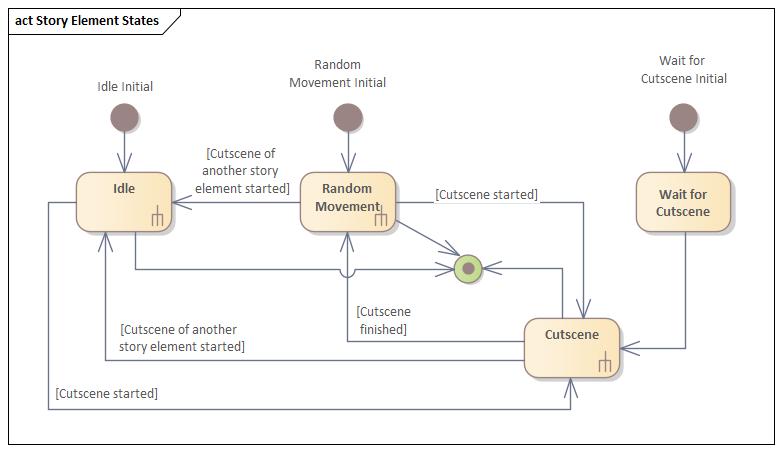 act Story Element States
Idle Initial
Random
Movement Initial
Wait for
Cutscene Initial
[Cutscene of
another story
element started]
Idle
Random
Movement
[Cutscene started]
Wait for
Cutscene
[Cutscene
finished]
[Cutscene of another
story element started]
Cutscene
[Cutscene started]